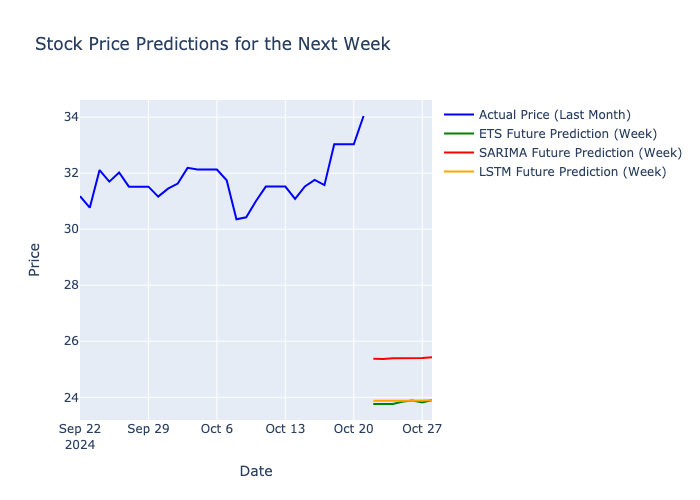 Stock Price Predictions for the Next Week
Actual Price (Last Month)
ETS Future Prediction (Week)
SARIMA Future Prediction (Week)
LSTM Future Prediction (Week)
34
32
30
28
26
24
Price
Sep 22 Sep 29 Oct 6 Oct 13 Oct 20 Oct 27
2024
Date